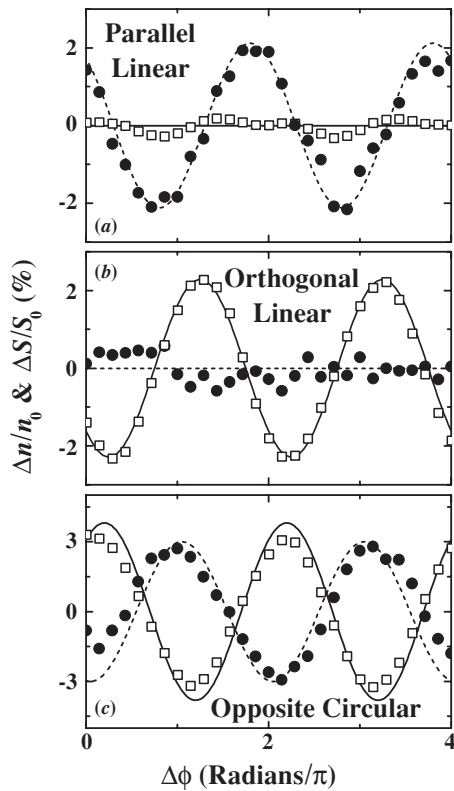 Parallel
Linear
2
0
-2
(a)
(b)
Orthogonal
Linear
2
0
-2
Δn/n0 & ΔS/S0 (%)
3
0
-3
(c)
Opposite Circular
0
2
4
Δϕ (Radians/π)